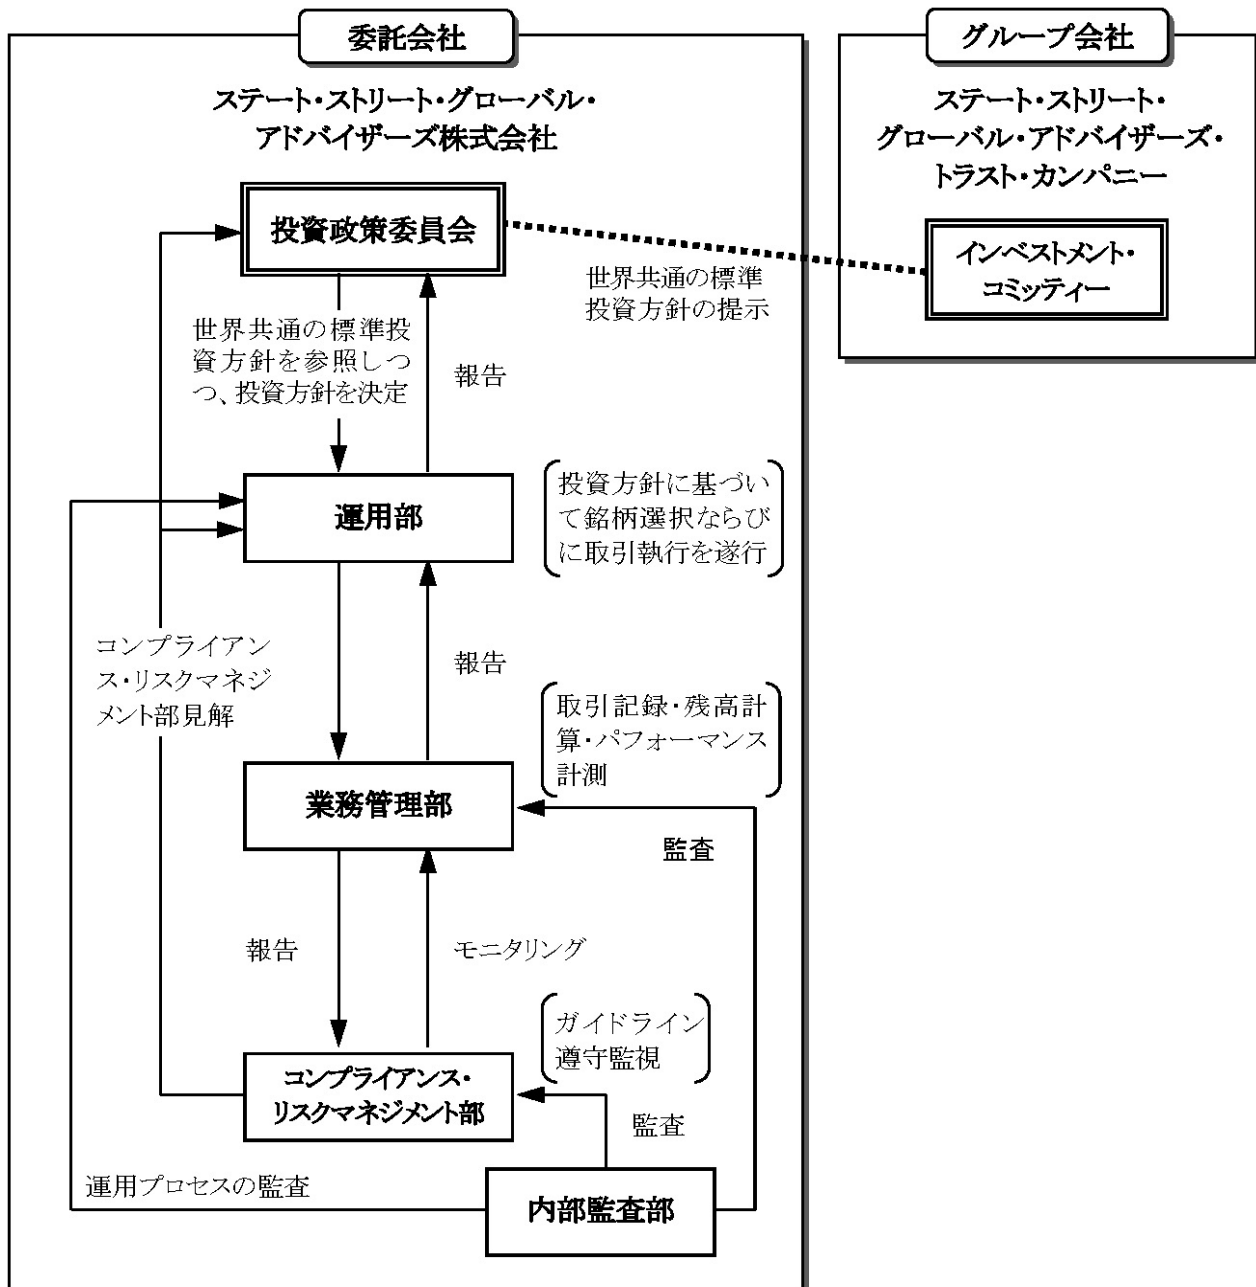 委託会社
グループ会社
ステート・ストリート・グローバル・
アドバイザーズ株式会社
ステート・ストリート・
グローバル・アドバイザーズ・
トラスト・カンパニー
投資政策委員会
インベストメント・
コミッティー
世界共通の標準
投資方針の提示
世界共通の標準投
資方針を参照しつ
つ、投資方針を決定
報告
運用部
投資方針に基づい
て銘柄選択ならび
に取引執行を遂行
コンプライアン
ス・リスクマネジ
メント部見解
報告
取引記録・残高計
算・パフォーマンス
計測
業務管理部
監査
報告
モニタリング
ガイドライン
遵守監視
コンプライアンス・
リスクマネジメント部
監査
運用プロセスの監査
内部監査部